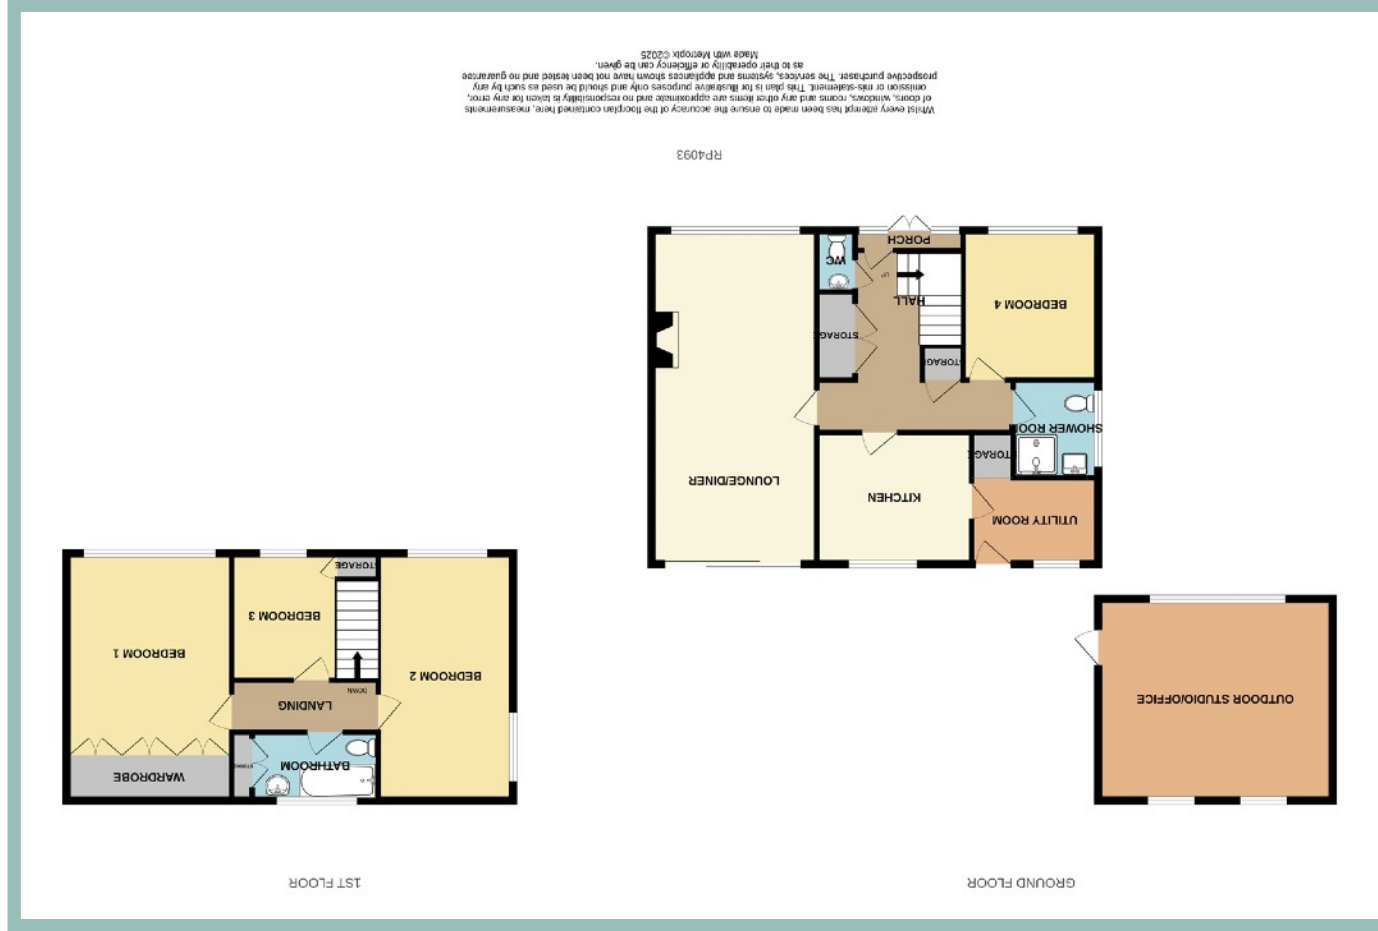 GROUND FLOOR
1ST FLOOR
OUTDOOR STUDIO/OFFICE
UTILITY ROOM
KITCHEN
LOUNGE/DINER
STORAGE
SHOWER ROOM
STORAGE
STORAGE
BEDROOM 4
HALL
UP
WC
PORCH
WARDROBE
STORAGE
BATHROOM
LANDING
DOWN
BEDROOM 1
BEDROOM 2
BEDROOM 3
STORAGE
RP4093
Whilst every attempt has been made to ensure the accuracy of the floorplan contained here, measurements
of doors, windows, rooms and any other items are approximate and no responsibility is taken for any error,
omission or mis-statement. This plan is for illustrative purposes only and should be used as such by any
prospective purchaser. The services, systems and appliances shown have not been tested and no guarantee
as to their operability or efficiency can be given.
Made with Metropix ©2025